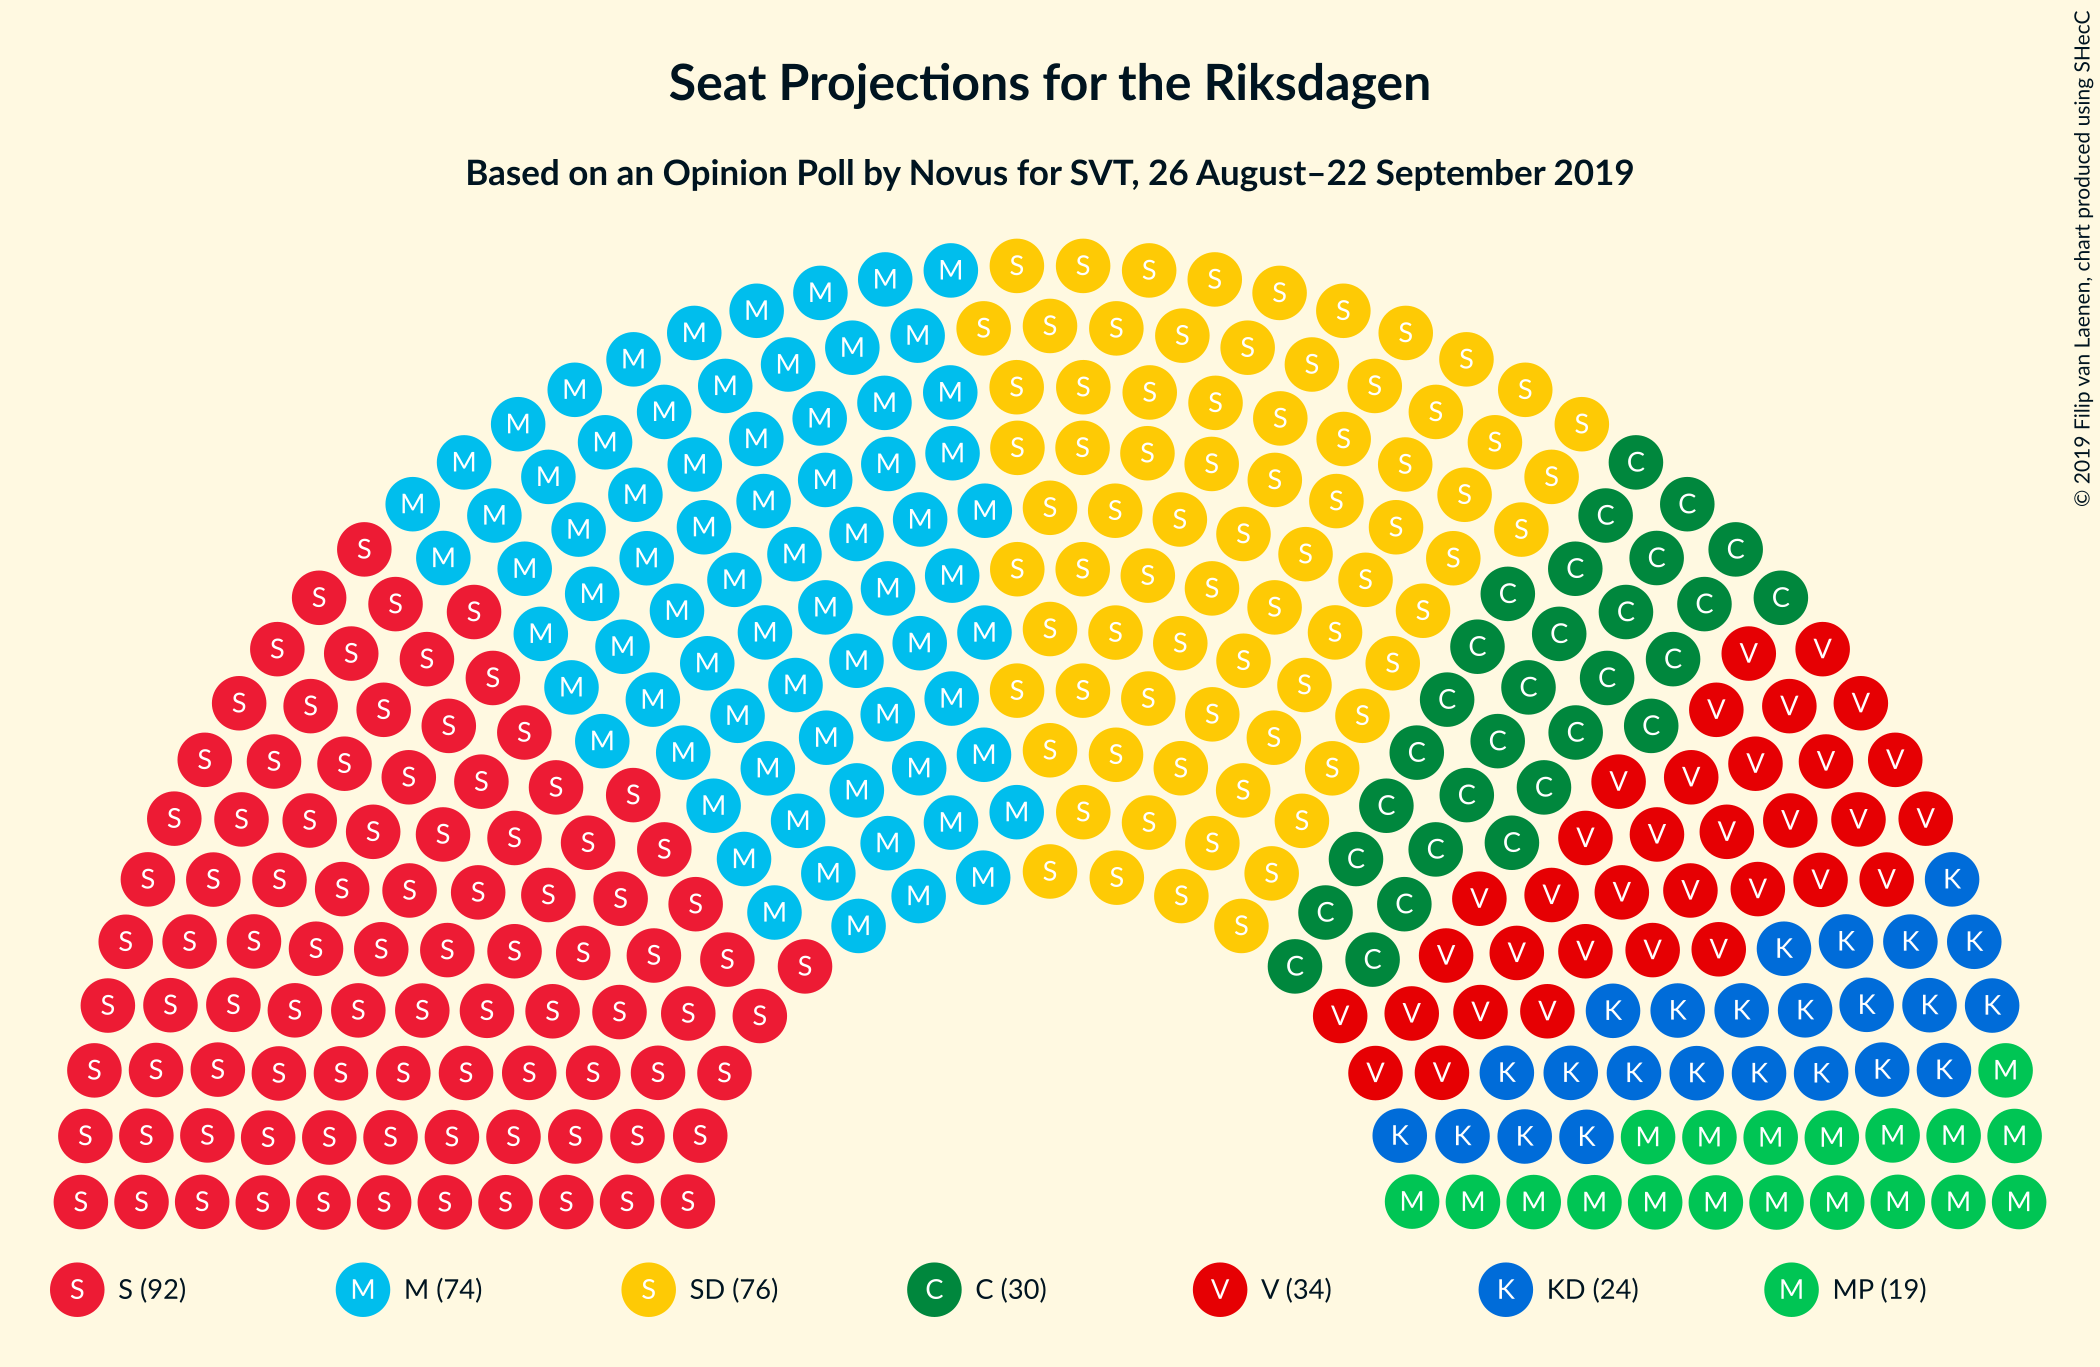 Seat Projections for the Riksdagen
Based on an Opinion Poll by Novus for SVT, 26 August–22 September 2019
© 2019 Filip van Laenen, chart produced using SHecC
S S (92) M M (74) S SD (76) C C (30) V V (34) K KD (24) M MP (19)